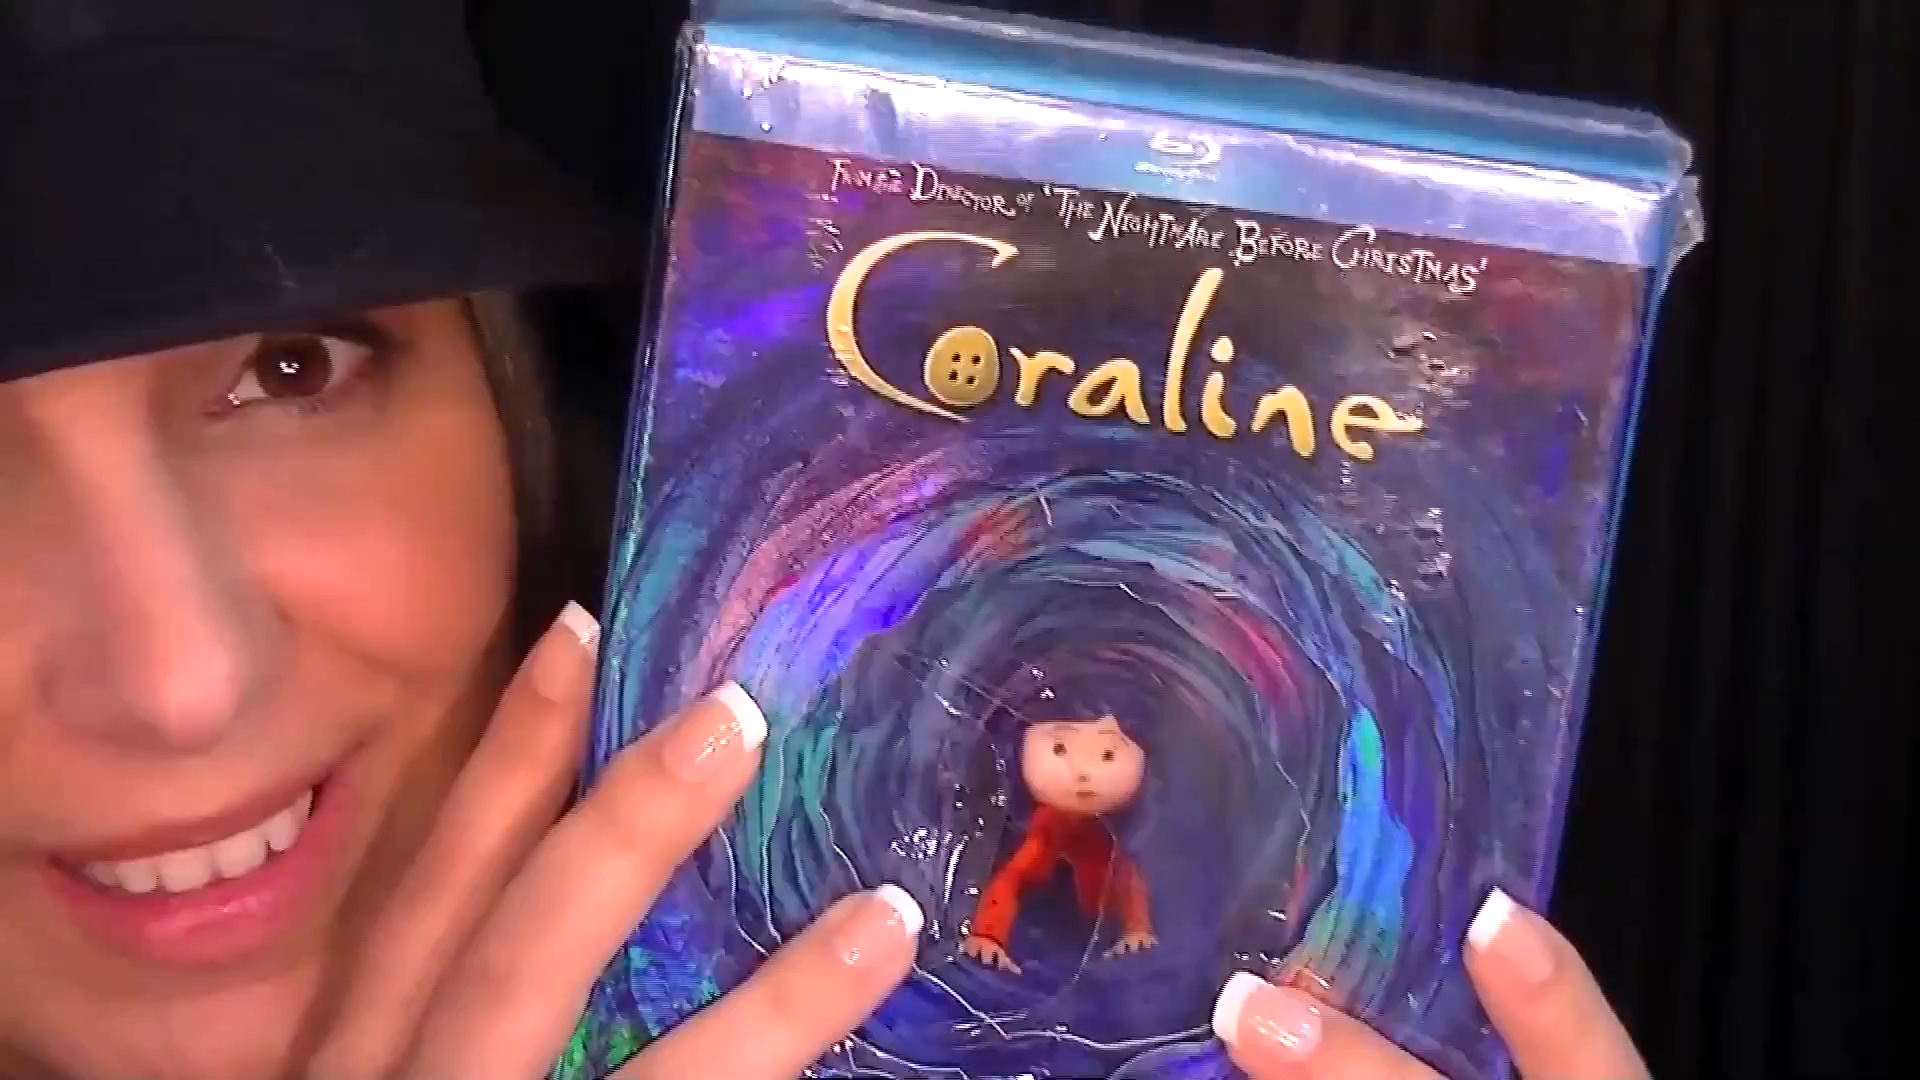 FROM THE DIRECTOR OF 'THE NIGHTMARE BEFORE CHRISTMAS'
Coraline